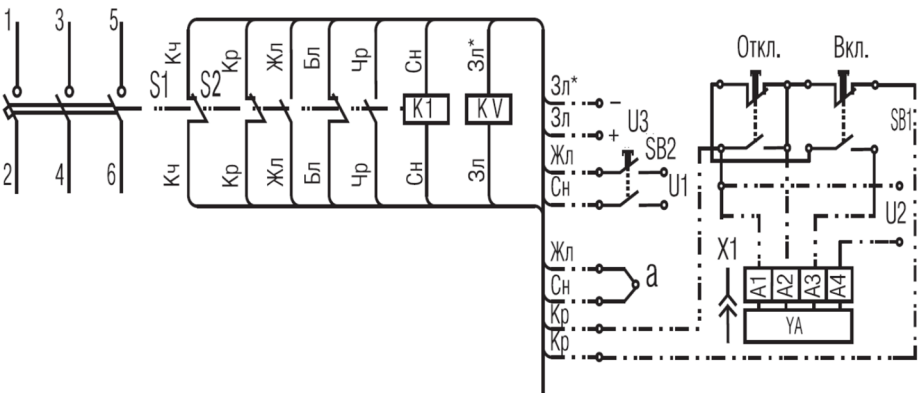 1 3 5
Кч Кр Жл Бл Чр Сн Зл*
S1 S2 K1 KV
2 4 6
Кч Кр Жл Бл Чр Сн Зл
Зл* −
Зл +
U3
Жл SB2
Сн U1
Жл
Сн а
Кр
Кр
Откл. Вкл.
SB1
U2
X1
A1 A2 A3 A4
YA